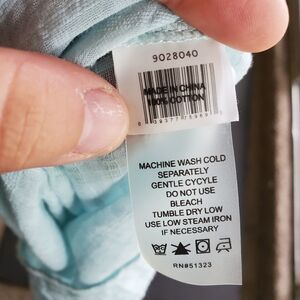 9028040
MADE IN CHINA
100% COTTON
MACHINE WASH COLD
SEPARATELY
GENTLE CYCYLE
DO NOT USE
BLEACH
TUMBLE DRY LOW
USE LOW STEAM IRON
IF NECESSARY
RN#51323